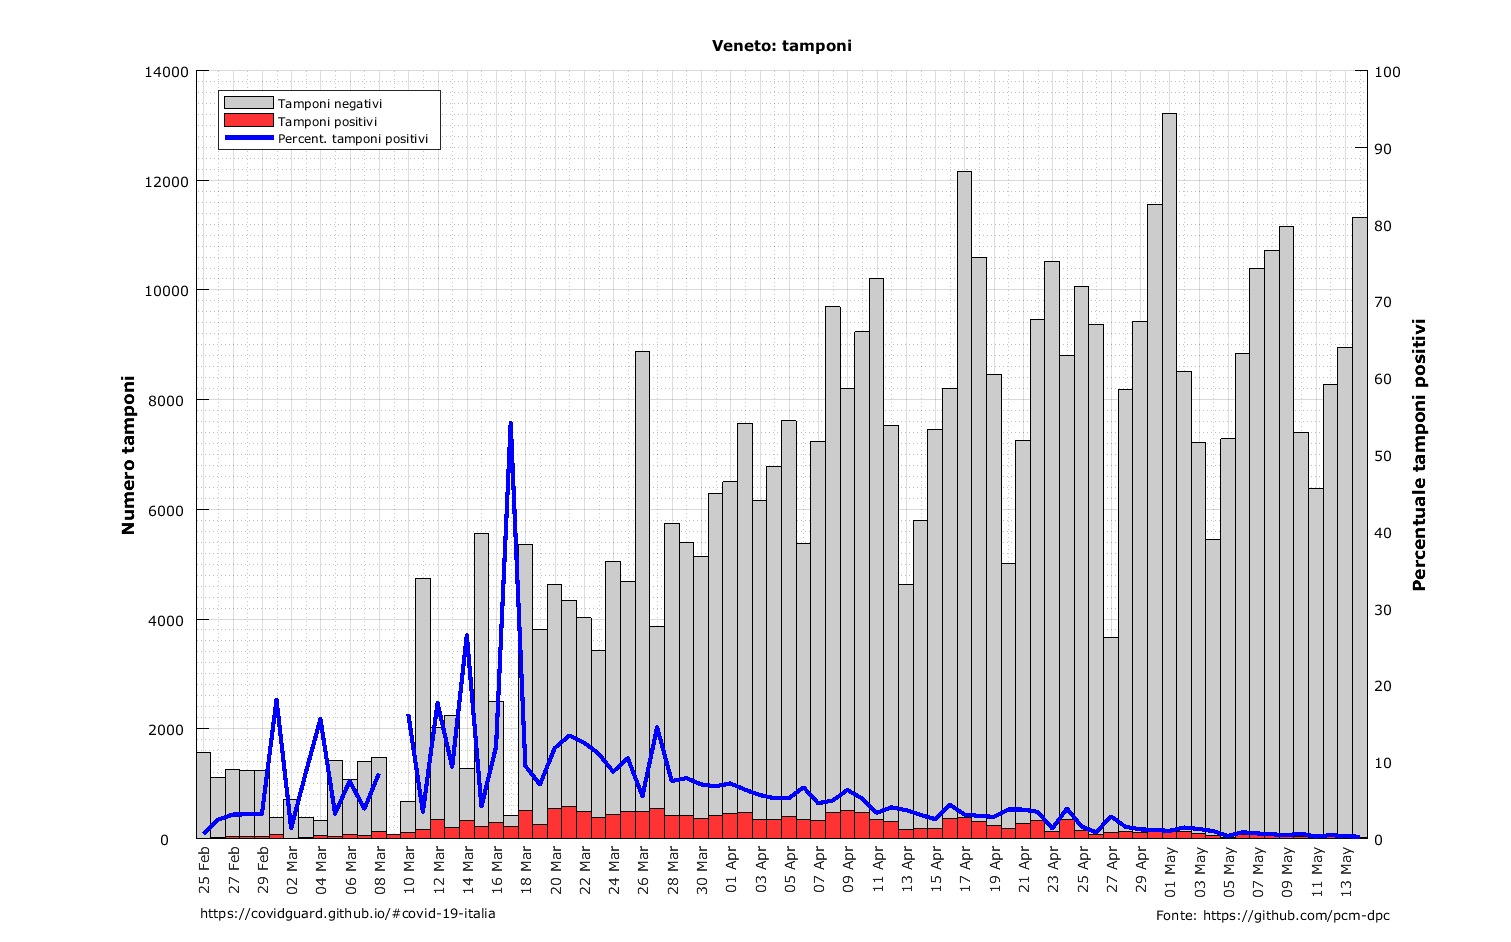 Veneto: tamponi
Tamponi negativi
Tamponi positivi
Percent. tamponi positivi
Numero tamponi
14000
12000
10000
8000
6000
4000
2000
0
Percentuale tamponi positivi
100
90
80
70
60
50
40
30
20
10
0
25 Feb
27 Feb
29 Feb
02 Mar
04 Mar
06 Mar
08 Mar
10 Mar
12 Mar
14 Mar
16 Mar
18 Mar
20 Mar
22 Mar
24 Mar
26 Mar
28 Mar
30 Mar
01 Apr
03 Apr
05 Apr
07 Apr
09 Apr
11 Apr
13 Apr
15 Apr
17 Apr
19 Apr
21 Apr
23 Apr
25 Apr
27 Apr
29 Apr
01 May
03 May
05 May
07 May
09 May
11 May
13 May
https://covidguard.github.io/#covid-19-italia
Fonte: https://github.com/pcm-dpc